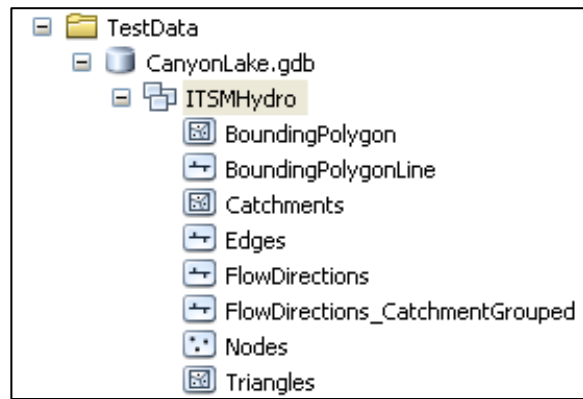 TestData
CanyonLake.gdb
ITSMHydro
BoundingPolygon
BoundingPolygonLine
Catchments
Edges
FlowDirections
FlowDirections_CatchmentGrouped
Nodes
Triangles